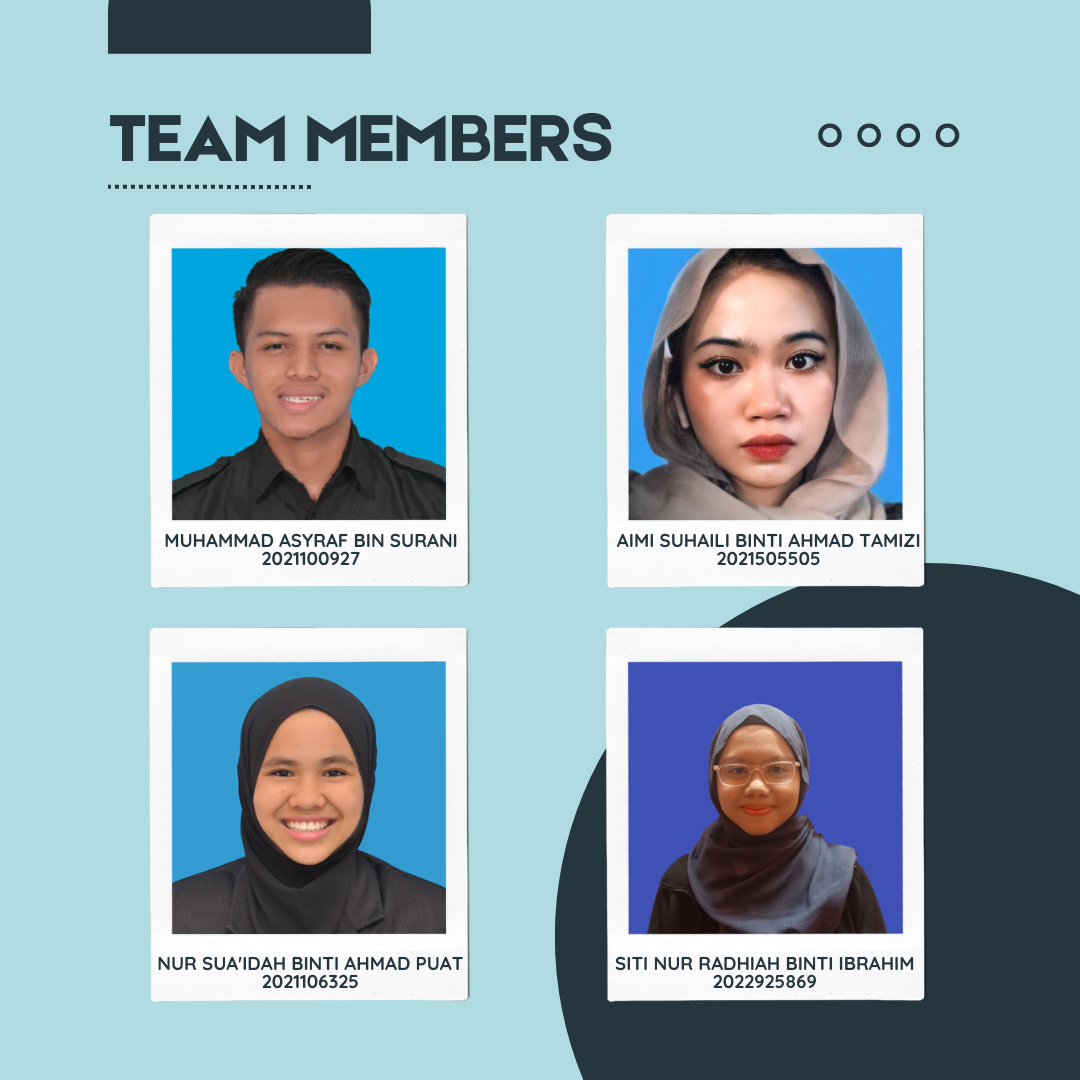 TEAM MEMBERS
MUHAMMAD ASYRAF BIN SURANI
2021100927
AIMI SUHAILI BINTI AHMAD TAMIZI
2021505505
NUR SUA'IDAH BINTI AHMAD PUAT
2021106325
SITI NUR RADHIAH BINTI IBRAHIM
2022925869